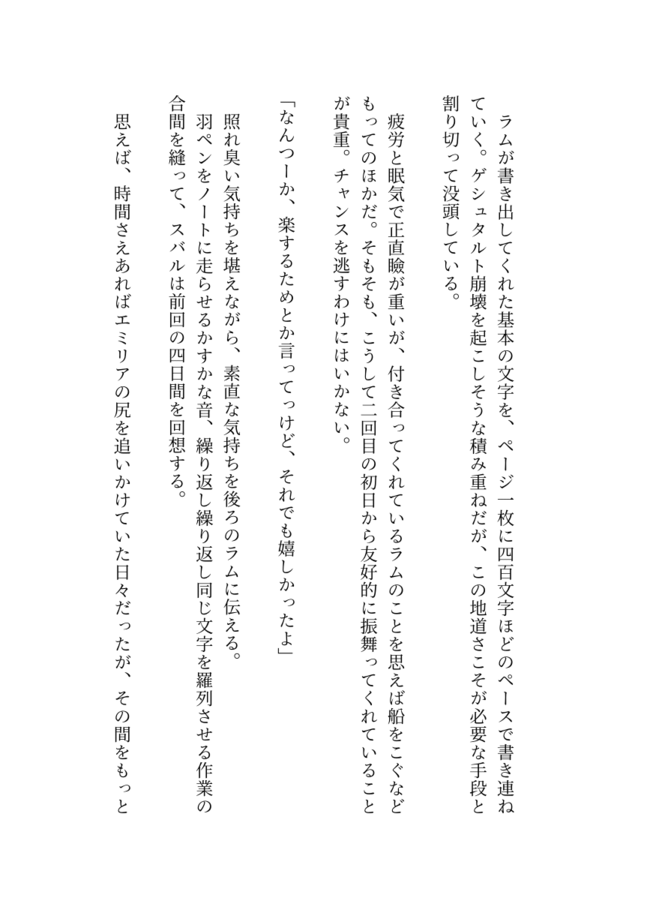 ラムが書き出してくれた基本の文字を、ページ一枚に四百文字ほどのペースで書き連ね
ていく。ゲシュタルト崩壊を起こしそうな積み重ねだが、この地道さこそが必要な手段と
割り切って没頭している。
疲労と眠気で正直瞼が重いが、付き合ってくれているラムのことを思えば船をこぐなど
もってのほかだ。そもそも、こうして二回目の初日から友好的に振舞ってくれていること
が貴重。チャンスを逃すわけにはいかない。
「なんつーか、楽するためとか言ってっけど、それでも嬉しかったよ」
照れ臭い気持ちを堪えながら、素直な気持ちを後ろのラムに伝える。
羽ペンをノートに走らせるかすかな音、繰り返し繰り返し同じ文字を羅列させる作業の
合間を縫って、スバルは前回の四日間を回想する。
思えば、時間さえあればエミリアの尻を追いかけていた日々だったが、その間をもっと